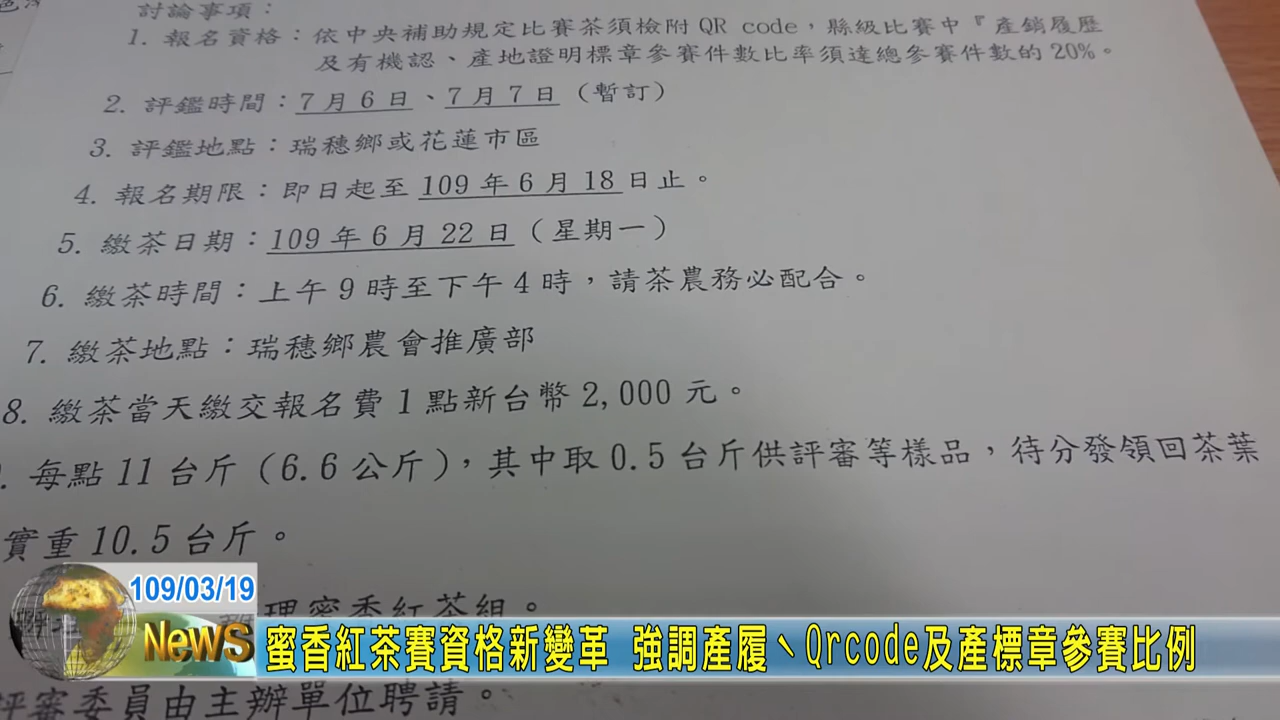 討論事項：
1. 報名資格：依中央補助規定比賽茶須檢附 QR code，縣級比賽中『產銷履歷
及有機認、產地證明標章參賽件數比率須達總參賽件數的 20%。
2. 評鑑時間：7 月 6 日、7 月 7 日（暫訂）
3. 評鑑地點：瑞穗鄉或花蓮市區
4. 報名期限：即日起至 109 年 6 月 18 日止。
5. 繳茶日期：109 年 6 月 22 日（星期一）
6. 繳茶時間：上午 9 時至下午 4 時，請茶農務必配合。
7. 繳茶地點：瑞穗鄉農會推廣部
8. 繳茶當天繳交報名費 1 點新台幣 2,000 元。
. 每點 11 台斤（6.6 公斤），其中取 0.5 台斤供評審等樣品，待分發領回茶葉
實重 10.5 台斤。
理蜜香紅茶組。
109/03/19
News 蜜香紅茶賽資格新變革 強調產履、Qrcode及產標章參賽比例
評審委員由主辦單位聘請。